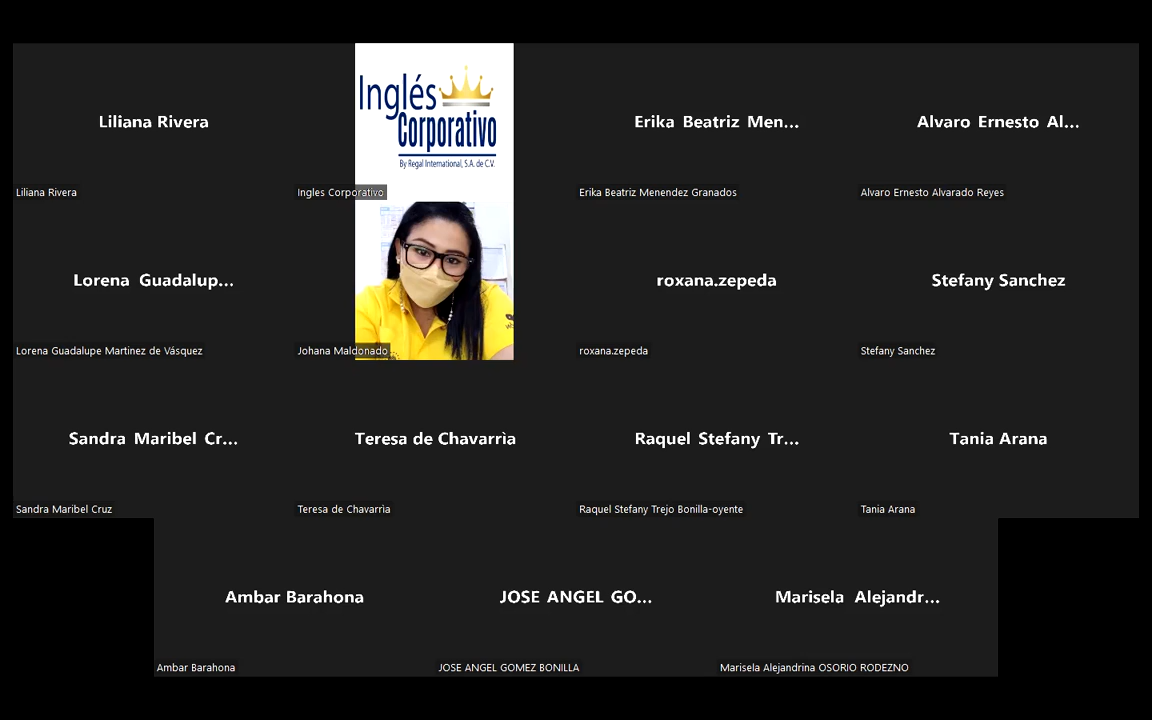 Liliana Rivera
Liliana Rivera
Inglés
Corporativo
By Regal International, S.A. de C.V.
Ingles Corporativo
Erika Beatriz Men...
Erika Beatriz Menendez Granados
Alvaro Ernesto Al...
Alvaro Ernesto Alvarado Reyes
Lorena Guadalup...
Lorena Guadalupe Martinez de Vásquez
Johana Maldonado
roxana.zepeda
roxana.zepeda
Stefany Sanchez
Stefany Sanchez
Sandra Maribel Cr...
Sandra Maribel Cruz
Teresa de Chavarrìa
Teresa de Chavarrìa
Raquel Stefany Tr...
Raquel Stefany Trejo Bonilla-oyente
Tania Arana
Tania Arana
Ambar Barahona
Ambar Barahona
JOSE ANGEL GO...
JOSE ANGEL GOMEZ BONILLA
Marisela Alejandr...
Marisela Alejandrina OSORIO RODEZNO